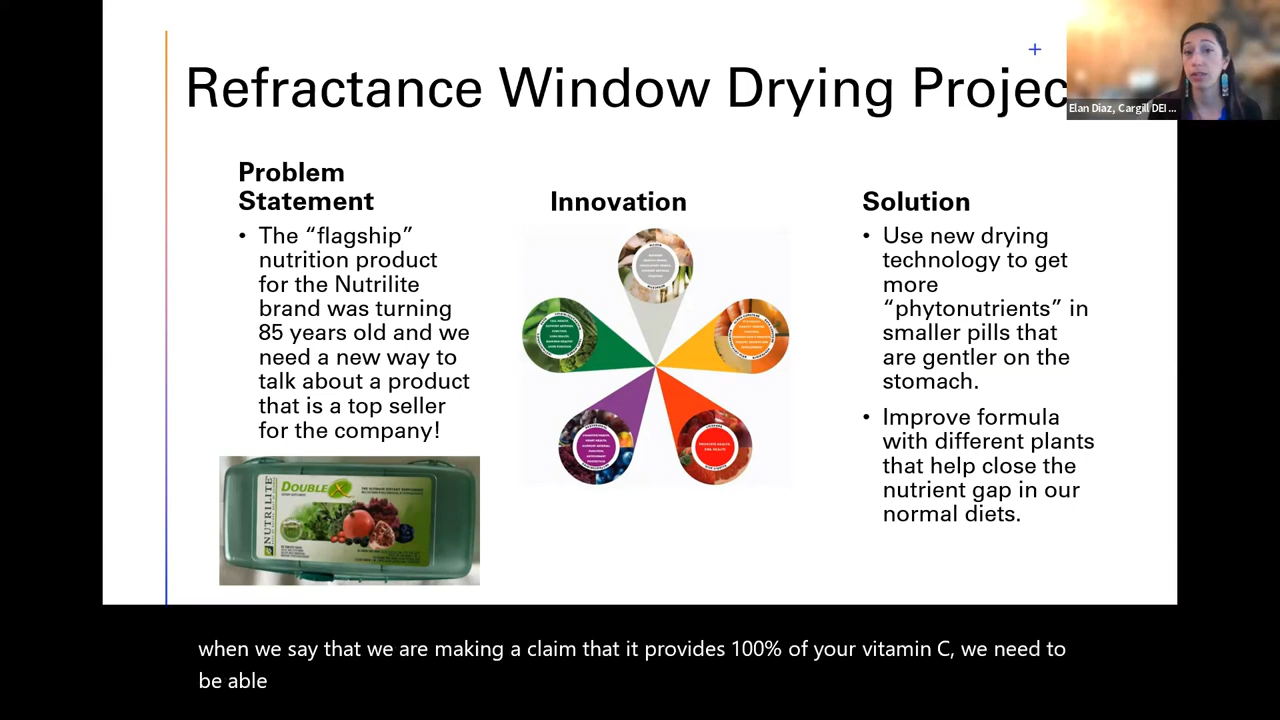 Refractance Window Drying Projec
Elan Diaz, Cargill DEI ...
Problem
Statement
• The “flagship”
nutrition product
for the Nutrilite
brand was turning
85 years old and we
need a new way to
talk about a product
that is a top seller
for the company!
NUTRILITE
DOUBLE X
Innovation
Solution
• Use new drying
technology to get
more
“phytonutrients” in
smaller pills that
are gentler on the
stomach.
• Improve formula
with different plants
that help close the
nutrient gap in our
normal diets.
when we say that we are making a claim that it provides 100% of your vitamin C, we need to
be able